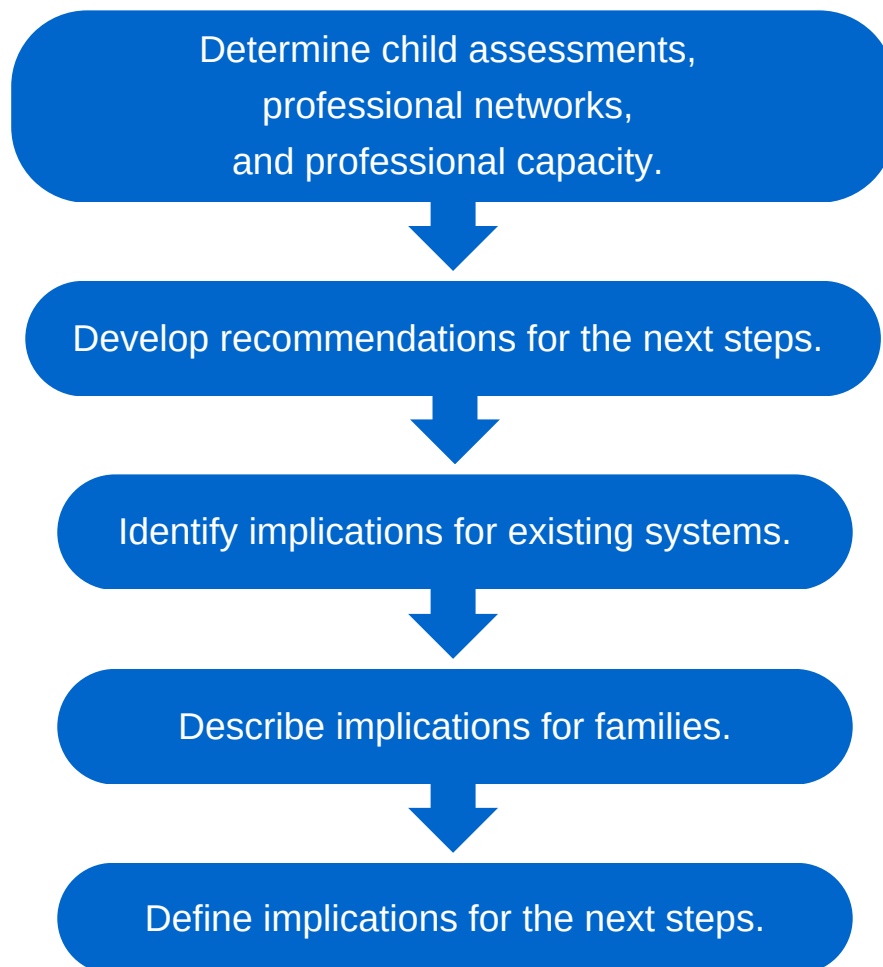 Determine child assessments,
professional networks,
and professional capacity.
Develop recommendations for the next steps.
Identify implications for existing systems.
Describe implications for families.
Define implications for the next steps.